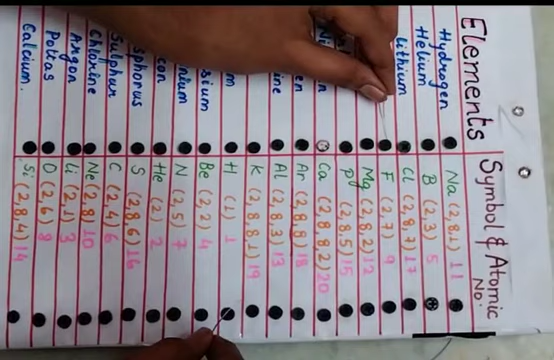 Elements Symbol & Atomic No:
Hydrogen Na (2,8,1) 11
Helium B (2,3) 5
Lithium Cl (2,8,7) 17
F (2,7) 9
Mg (2,8,2) 12
P (2,8,5) 15
n Ca (2,8,8,2) 20
en Ar (2,8,8) 18
ine Al (2,8,3) 13
K (2,8,8,1) 19
m H (1) 1
sium Be (2,2) 4
nium N (2,5) 7
con He (2) 2
sphorus S (2,8,6) 16
Sulphur C (2,4) 6
Chlorine Ne (2,8) 10
Argon Li (2,1) 3
Pottas O (2,6) 8
Calcium. Si (2,8,4) 14